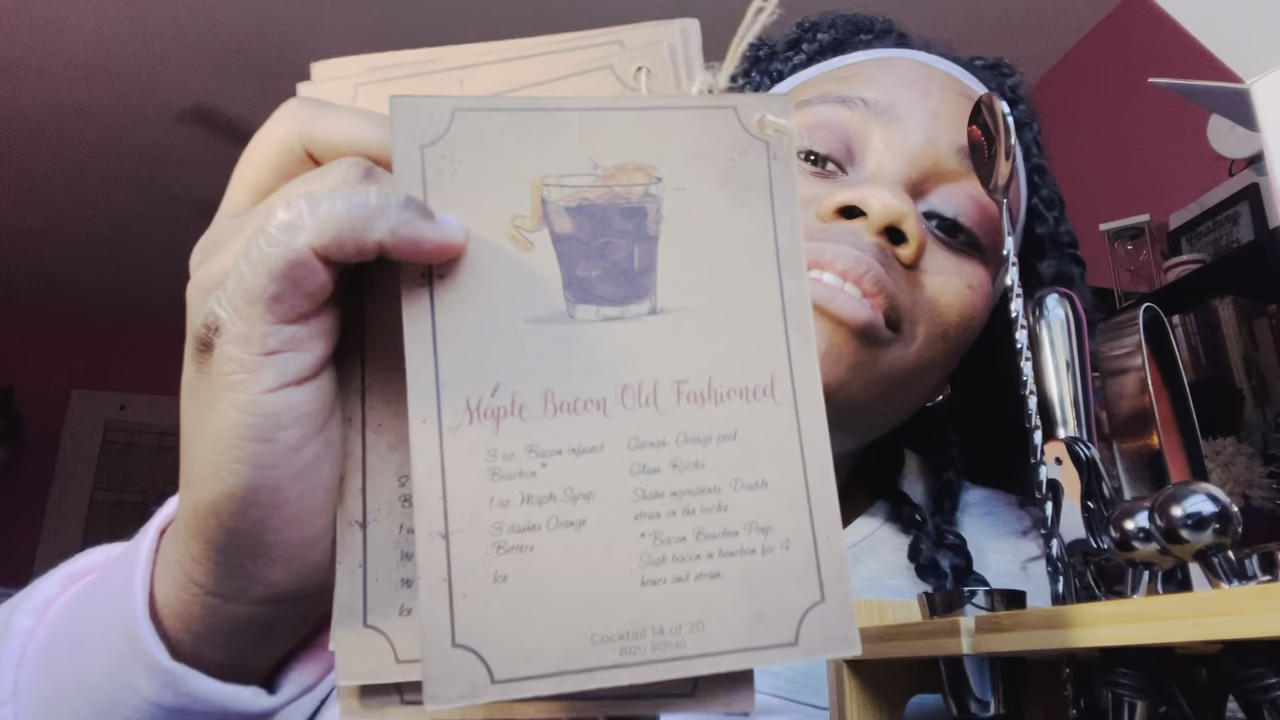 Maple Bacon Old Fashioned
3 oz. Bacon-infused
Bourbon*
1 oz. Maple Syrup
3 dashes Orange
Bitters
Ice
Garnish: Orange peel
Glass: Rocks
Shake ingredients. Double
strain on the rocks.
*Bacon Bourbon Prep:
Soak bacon in bourbon for 4
hours and strain.
Cocktail 14 of 20
2020